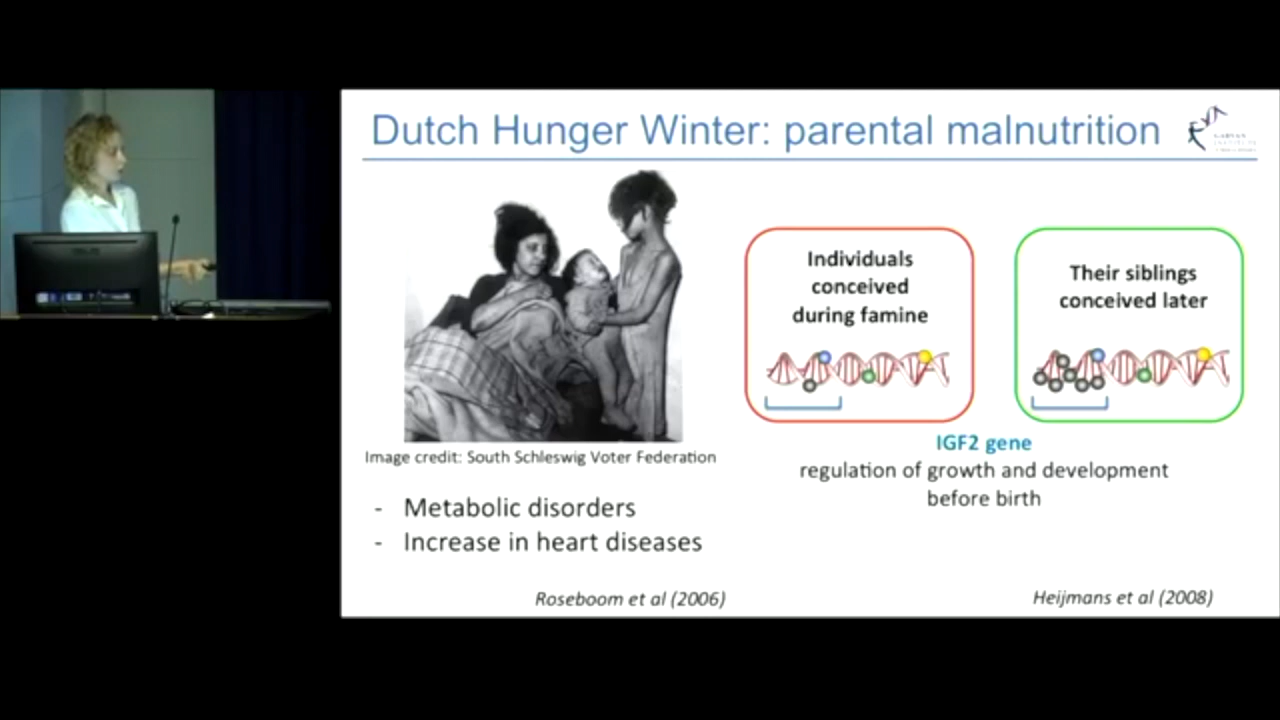 Dutch Hunger Winter: parental malnutrition
GARVAN
INSTITUTE
Individuals
conceived
during famine
Their siblings
conceived later
Image credit: South Schleswig Voter Federation
IGF2 gene
regulation of growth and development
before birth
- Metabolic disorders
- Increase in heart diseases
Roseboom et al (2006)
Heijmans et al (2008)